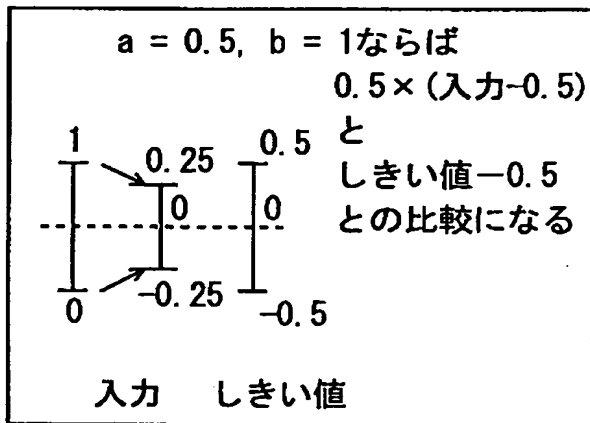 a = 0.5, b = 1ならば
0.5×(入力-0.5)
と
しきい値-0.5
との比較になる
1
0.25
0.5
0
0
0
-0.25
-0.5
入力 しきい値